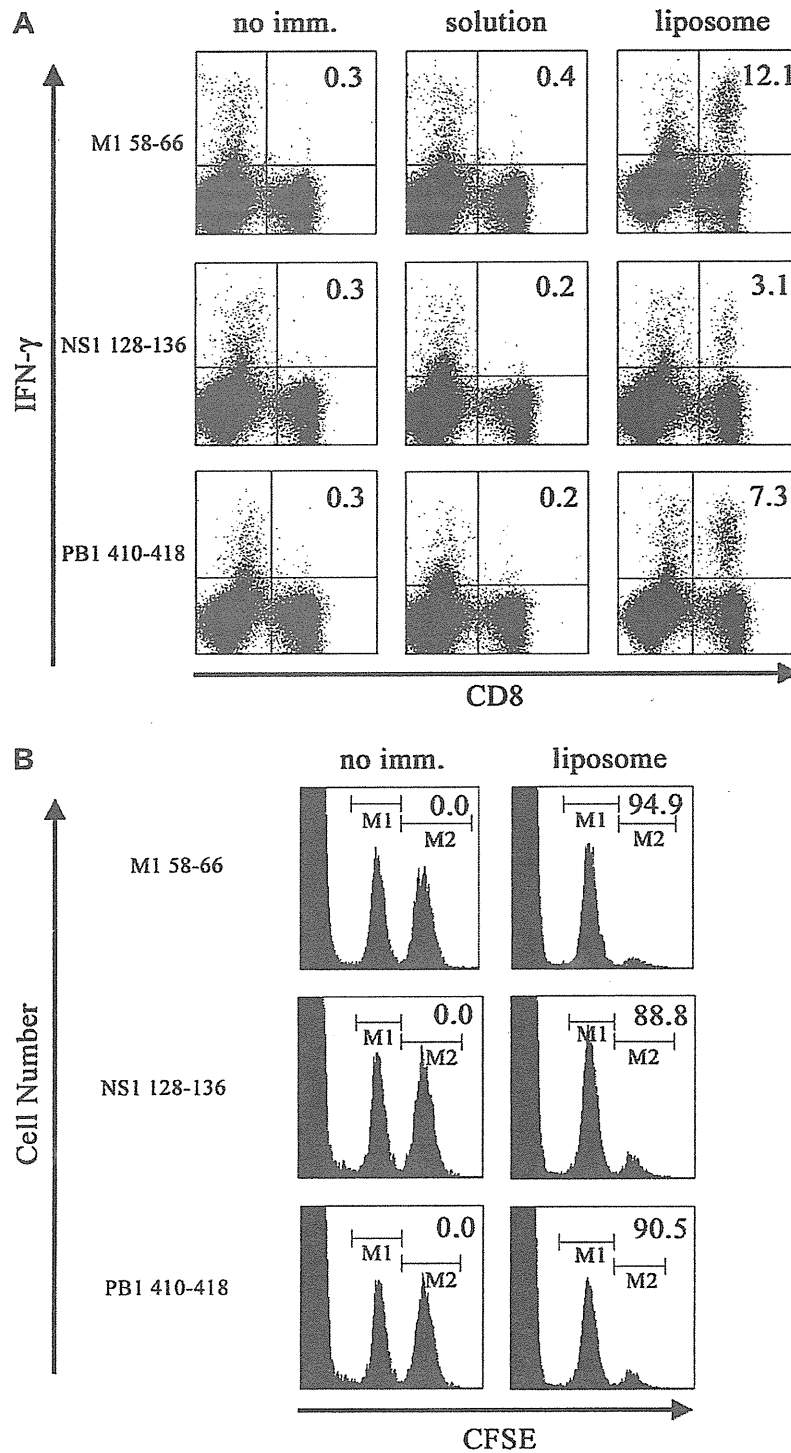 A
no imm. solution liposome
M1 58-66
0.3 0.4 12.1
NS1 128-136
0.3 0.2 3.1
PB1 410-418
0.3 0.2 7.3
IFN-γ
CD8
B
no imm. liposome
M1 58-66
0.0 94.9
M1 M2 M1 M2
NS1 128-136
0.0 88.8
M1 M2 M1 M2
PB1 410-418
0.0 90.5
M1 M2 M1 M2
Cell Number
CFSE